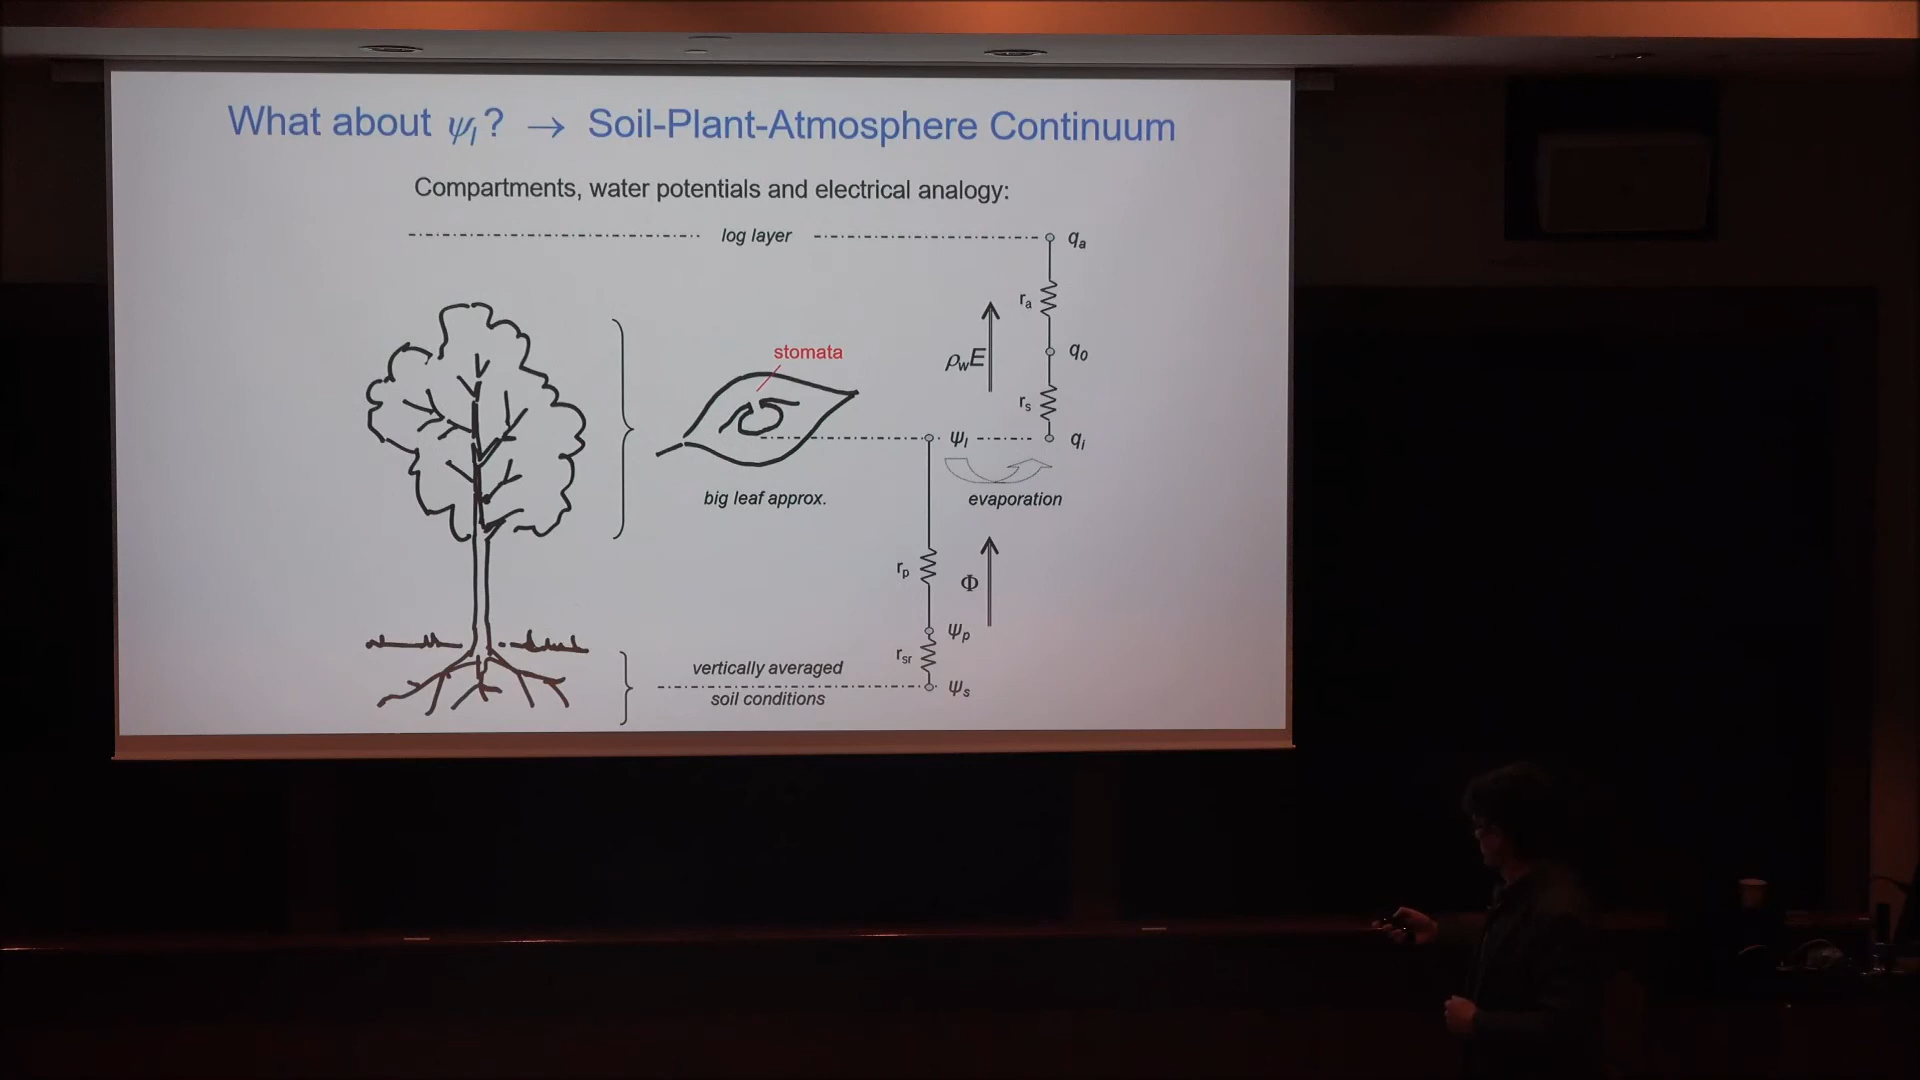 What about ψl? → Soil-Plant-Atmosphere Continuum
Compartments, water potentials and electrical analogy:
log layer
qa
ra
stomata
ρwE
q0
rs
ψl
qi
big leaf approx.
evaporation
rp
Φ
ψp
rsr
vertically averaged
ψs
soil conditions